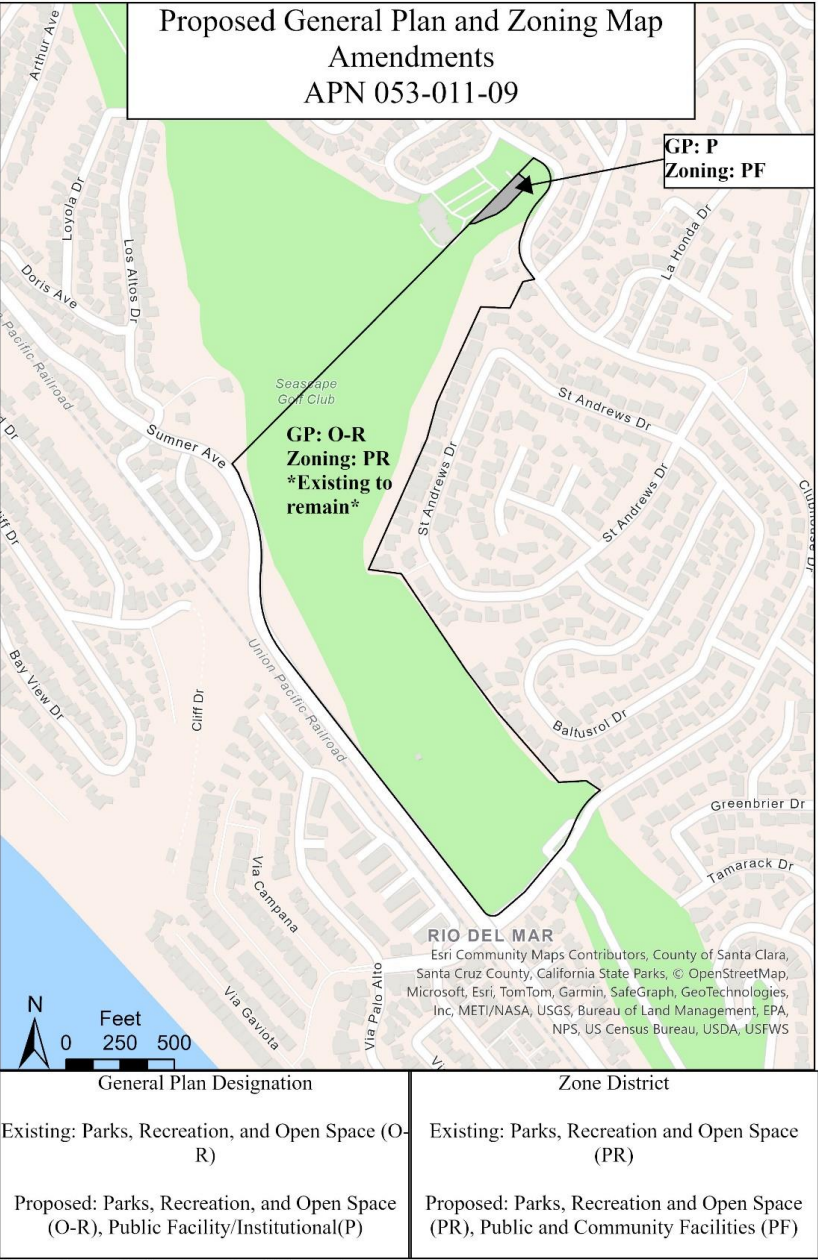 Proposed General Plan and Zoning Map
Amendments
APN 053-011-09
GP: P
Zoning: PF
Arthur Ave
Loyola Dr
Los Altos Dr
Doris Ave
Pacific Railroad
La Honda Dr
Seascape
Golf Club
GP: O-R
Zoning: PR
*Existing to
remain*
Sumner Ave
St Andrews Dr
St Andrews Dr
St Andrews Dr
Clubhouse Dr
Bay View Dr
Cliff Dr
Union Pacific Railroad
Baltusrol Dr
Greenbrier Dr
Tamarack Dr
Via Campana
Via Gaviota
Via Palo Alto
RIO DEL MAR
Esri Community Maps Contributors, County of Santa Clara,
Santa Cruz County, California State Parks, © OpenStreetMap,
Microsoft, Esri, TomTom, Garmin, SafeGraph, GeoTechnologies,
Inc, METI/NASA, USGS, Bureau of Land Management, EPA,
NPS, US Census Bureau, USDA, USFWS
N
Feet
0 250 500
General Plan Designation
Existing: Parks, Recreation, and Open Space (O-
R)
Proposed: Parks, Recreation, and Open Space
(O-R), Public Facility/Institutional(P)
Zone District
Existing: Parks, Recreation and Open Space
(PR)
Proposed: Parks, Recreation and Open Space
(PR), Public and Community Facilities (PF)